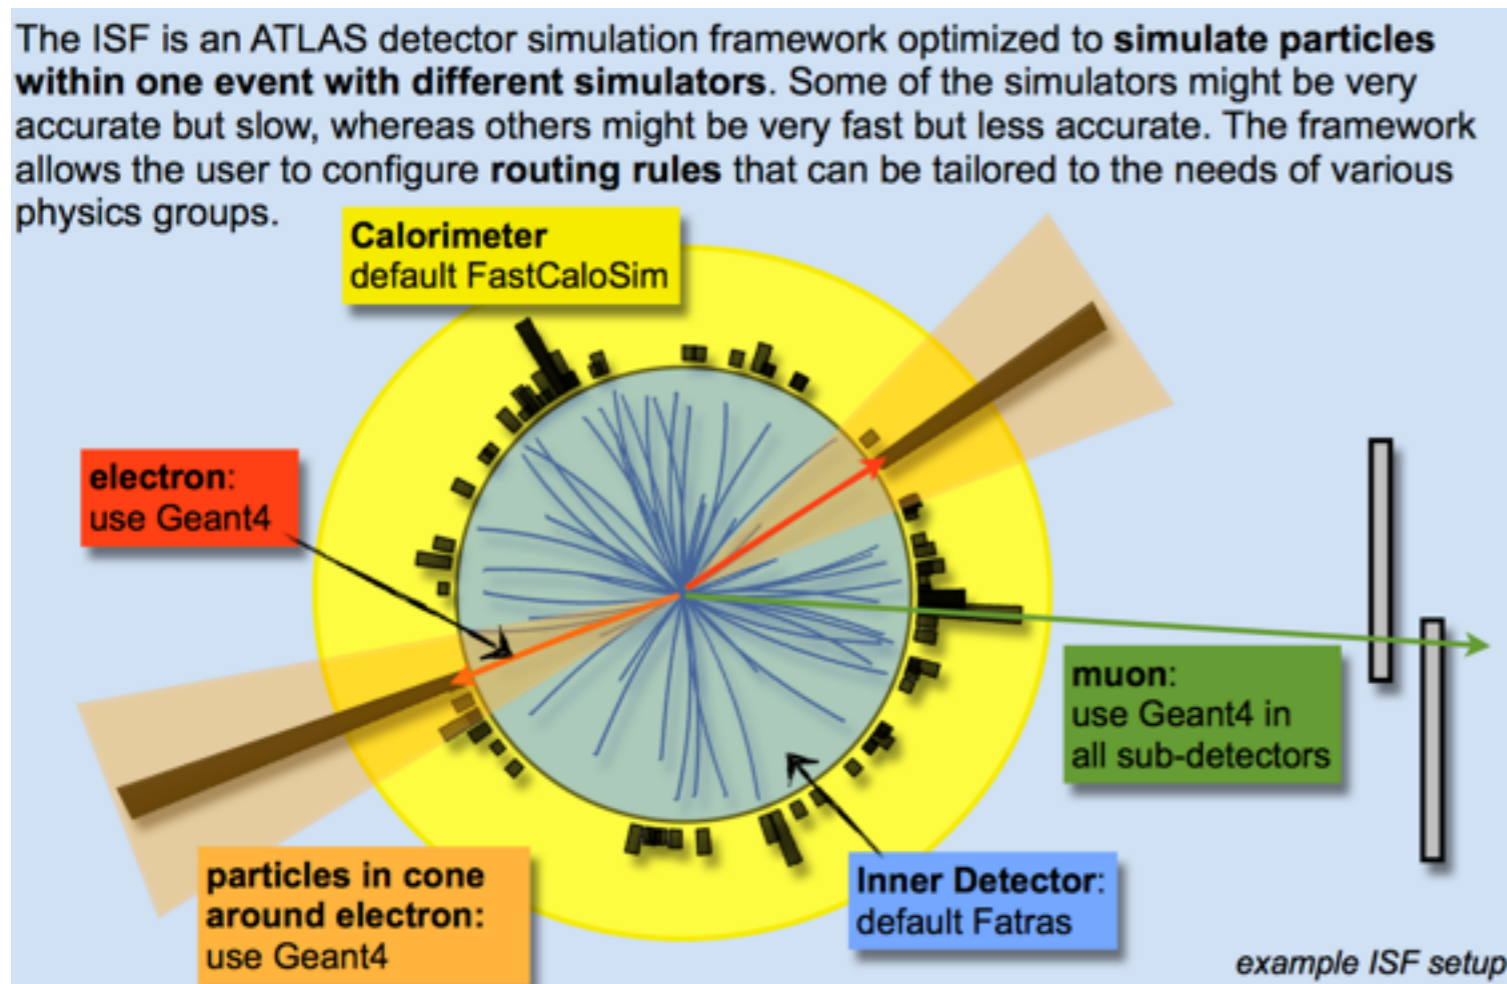 The ISF is an ATLAS detector simulation framework optimized to simulate particles
within one event with different simulators. Some of the simulators might be very
accurate but slow, whereas others might be very fast but less accurate. The framework
allows the user to configure routing rules that can be tailored to the needs of various
physics groups.
Calorimeter
default FastCaloSim
electron:
use Geant4
muon:
use Geant4 in
all sub-detectors
particles in cone
around electron:
use Geant4
Inner Detector:
default Fatras
example ISF setup